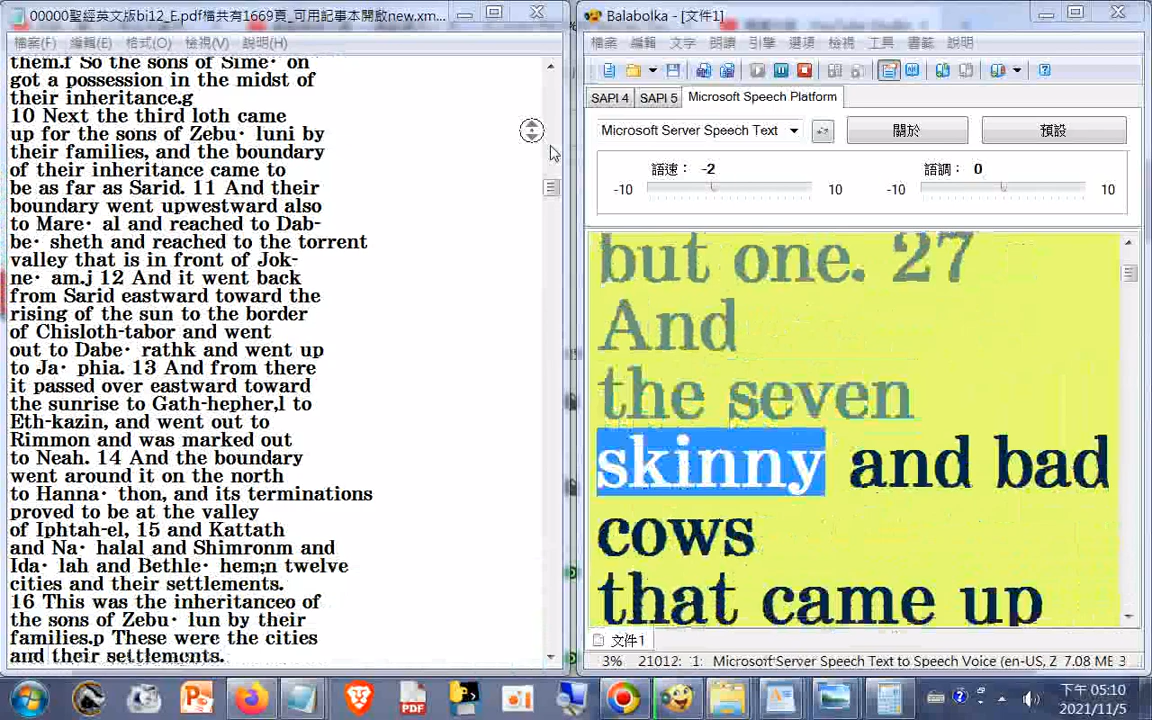 00000聖經英文版bi12_E.pdf檔共有1669頁_可用記事本開啟new.xm...
檔案(F) 編輯(E) 格式(O) 檢視(V) 說明(H)
them.f So the sons of Sime· on
got a possession in the midst of
their inheritance.g
10 Next the third loth came
up for the sons of Zebu· luni by
their families, and the boundary
of their inheritance came to
be as far as Sarid. 11 And their
boundary went upwestward also
to Mare· al and reached to Dab-
be· sheth and reached to the torrent
valley that is in front of Jok-
ne· am.j 12 And it went back
from Sarid eastward toward the
rising of the sun to the border
of Chisloth-tabor and went
out to Dabe· rathk and went up
to Ja· phia. 13 And from there
it passed over eastward toward
the sunrise to Gath-hepher,l to
Eth-kazin, and went out to
Rimmon and was marked out
to Neah. 14 And the boundary
went around it on the north
to Hanna· thon, and its terminations
proved to be at the valley
of Iphtah-el, 15 and Kattath
and Na· halal and Shimronm and
Ida· lah and Bethle· hem;n twelve
cities and their settlements.
16 This was the inheritanceo of
the sons of Zebu· lun by their
families.p These were the cities
and their settlements.
Balabolka - [文件1]
檔案 編輯 文字 朗讀 引擎 選項 檢視 工具 書籤 說明
SAPI 4 SAPI 5 Microsoft Speech Platform
Microsoft Server Speech Text 關於 預設
語速： -2 語調： 0
-10 10 -10 10
but one. 27
And
the seven
skinny and bad
cows
that came up
文件1
3% 21012: 1: Microsoft Server Speech Text to Speech Voice (en-US, Z 7.08 MB 3
PDF
下午 05:10
2021/11/5